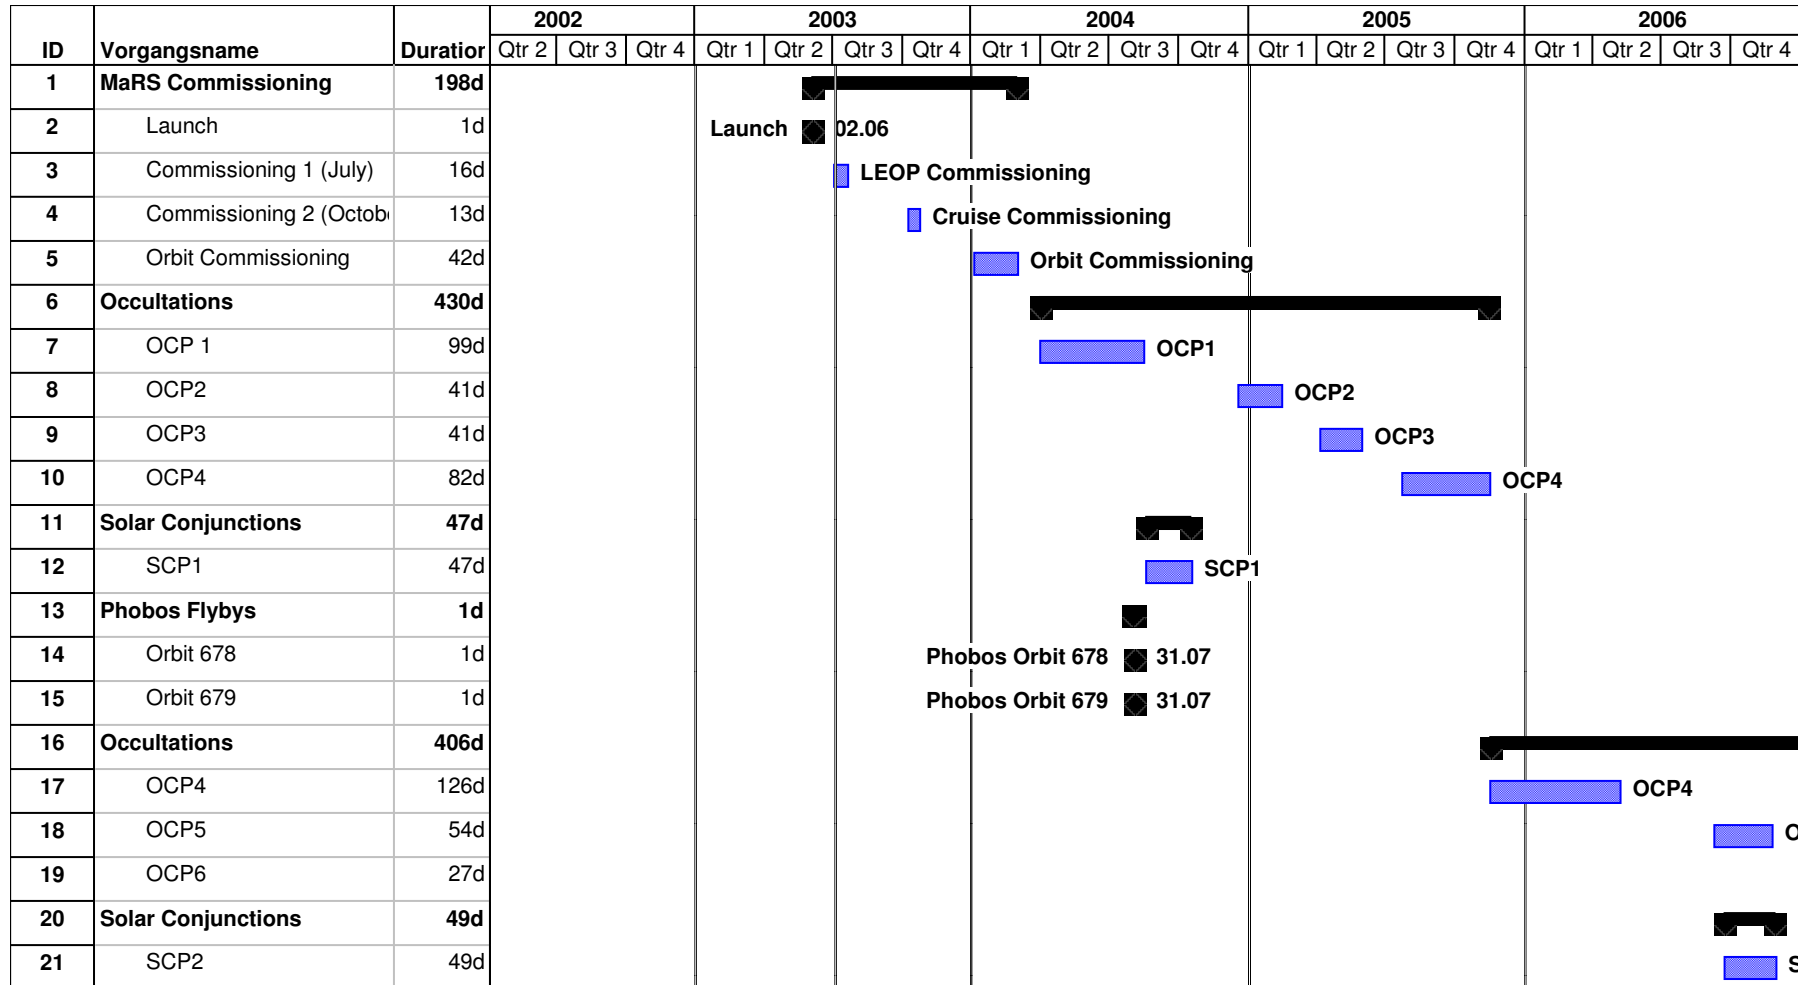 2002 2003 2004 2005 2006
ID Vorgangsname Duration Qtr 2 Qtr 3 Qtr 4 Qtr 1 Qtr 2 Qtr 3 Qtr 4 Qtr 1 Qtr 2 Qtr 3 Qtr 4 Qtr 1 Qtr 2 Qtr 3 Qtr 4 Qtr 1 Qtr 2 Qtr 3 Qtr 4
1 MaRS Commissioning 198d
2 Launch 1d Launch 02.06
3 Commissioning 1 (July) 16d LEOP Commissioning
4 Commissioning 2 (Octob 13d Cruise Commissioning
5 Orbit Commissioning 42d Orbit Commissioning
6 Occultations 430d
7 OCP 1 99d OCP1
8 OCP2 41d OCP2
9 OCP3 41d OCP3
10 OCP4 82d OCP4
11 Solar Conjunctions 47d
12 SCP1 47d SCP1
13 Phobos Flybys 1d
14 Orbit 678 1d Phobos Orbit 678 31.07
15 Orbit 679 1d Phobos Orbit 679 31.07
16 Occultations 406d
17 OCP4 126d OCP4
18 OCP5 54d
19 OCP6 27d
20 Solar Conjunctions 49d
21 SCP2 49d